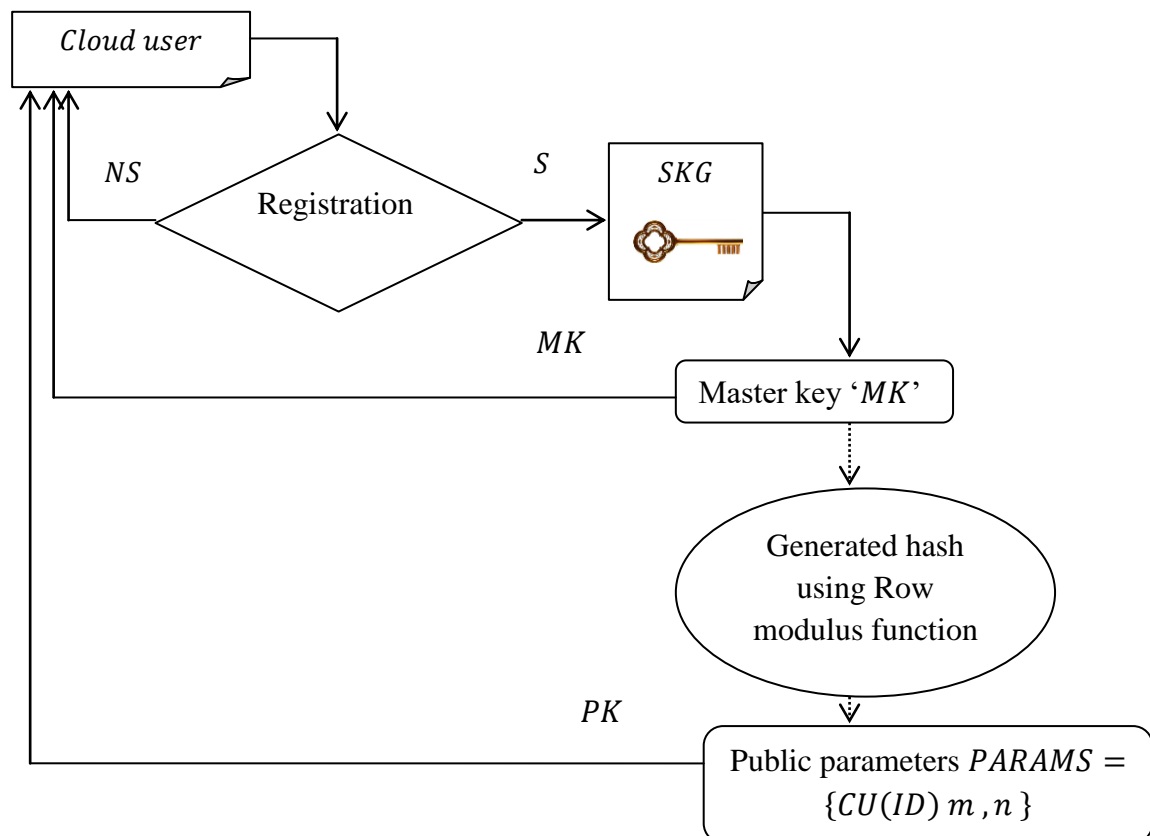 Cloud user
NS
Registration
S
SKG
MK
Master key ‘MK’
Generated hash
using Row
modulus function
PK
Public parameters PARAMS =
{CU(ID) m , n }